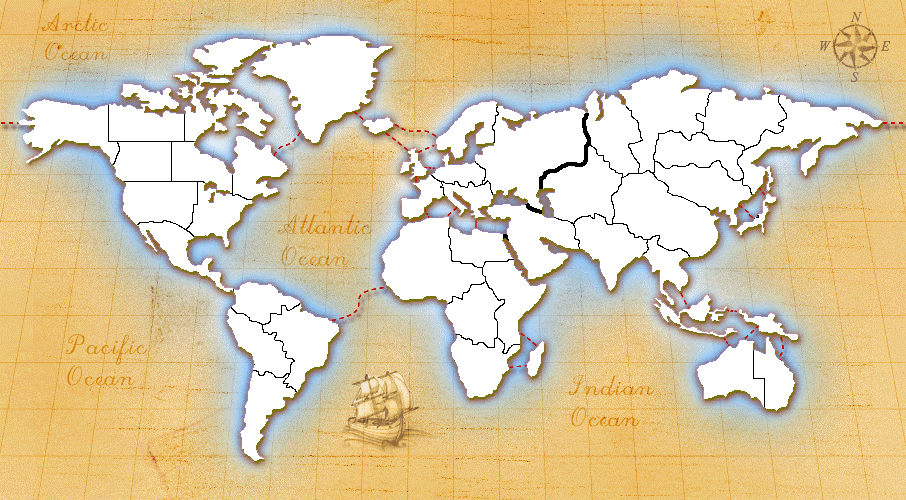 Arctic
Ocean
N
W
E
S
Atlantic
Ocean
Pacific
Ocean
Indian
Ocean